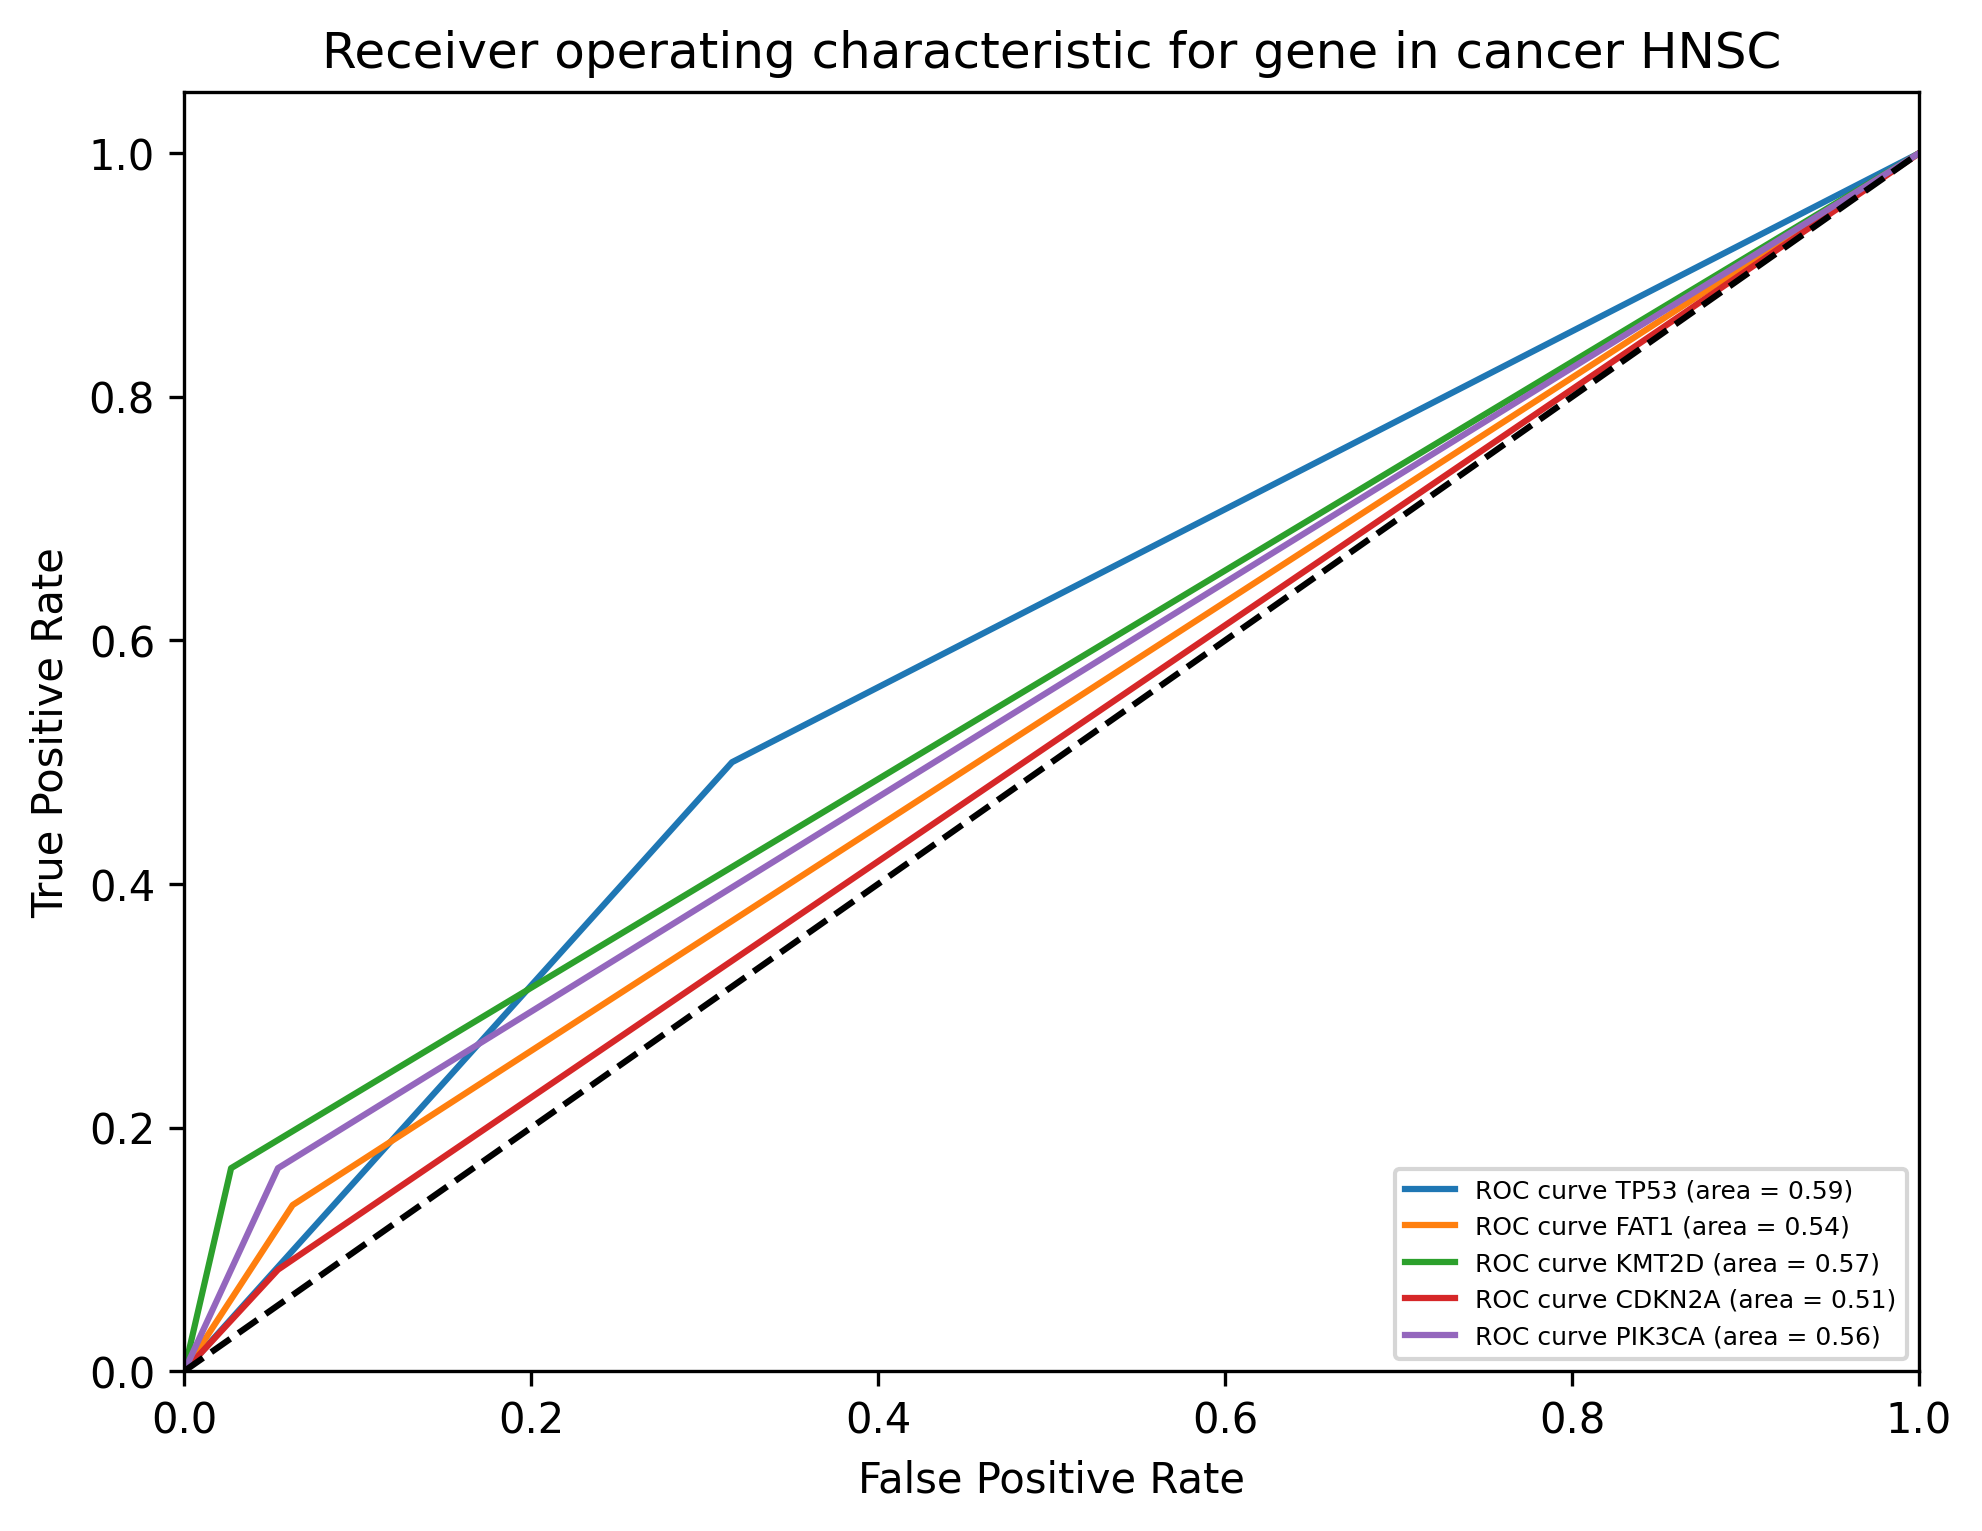 Receiver operating characteristic for gene in cancer HNSC
1.0
0.8
0.6
0.4
0.2
0.0
True Positive Rate
0.0 0.2 0.4 0.6 0.8 1.0
False Positive Rate
ROC curve TP53 (area = 0.59)
ROC curve FAT1 (area = 0.54)
ROC curve KMT2D (area = 0.57)
ROC curve CDKN2A (area = 0.51)
ROC curve PIK3CA (area = 0.56)